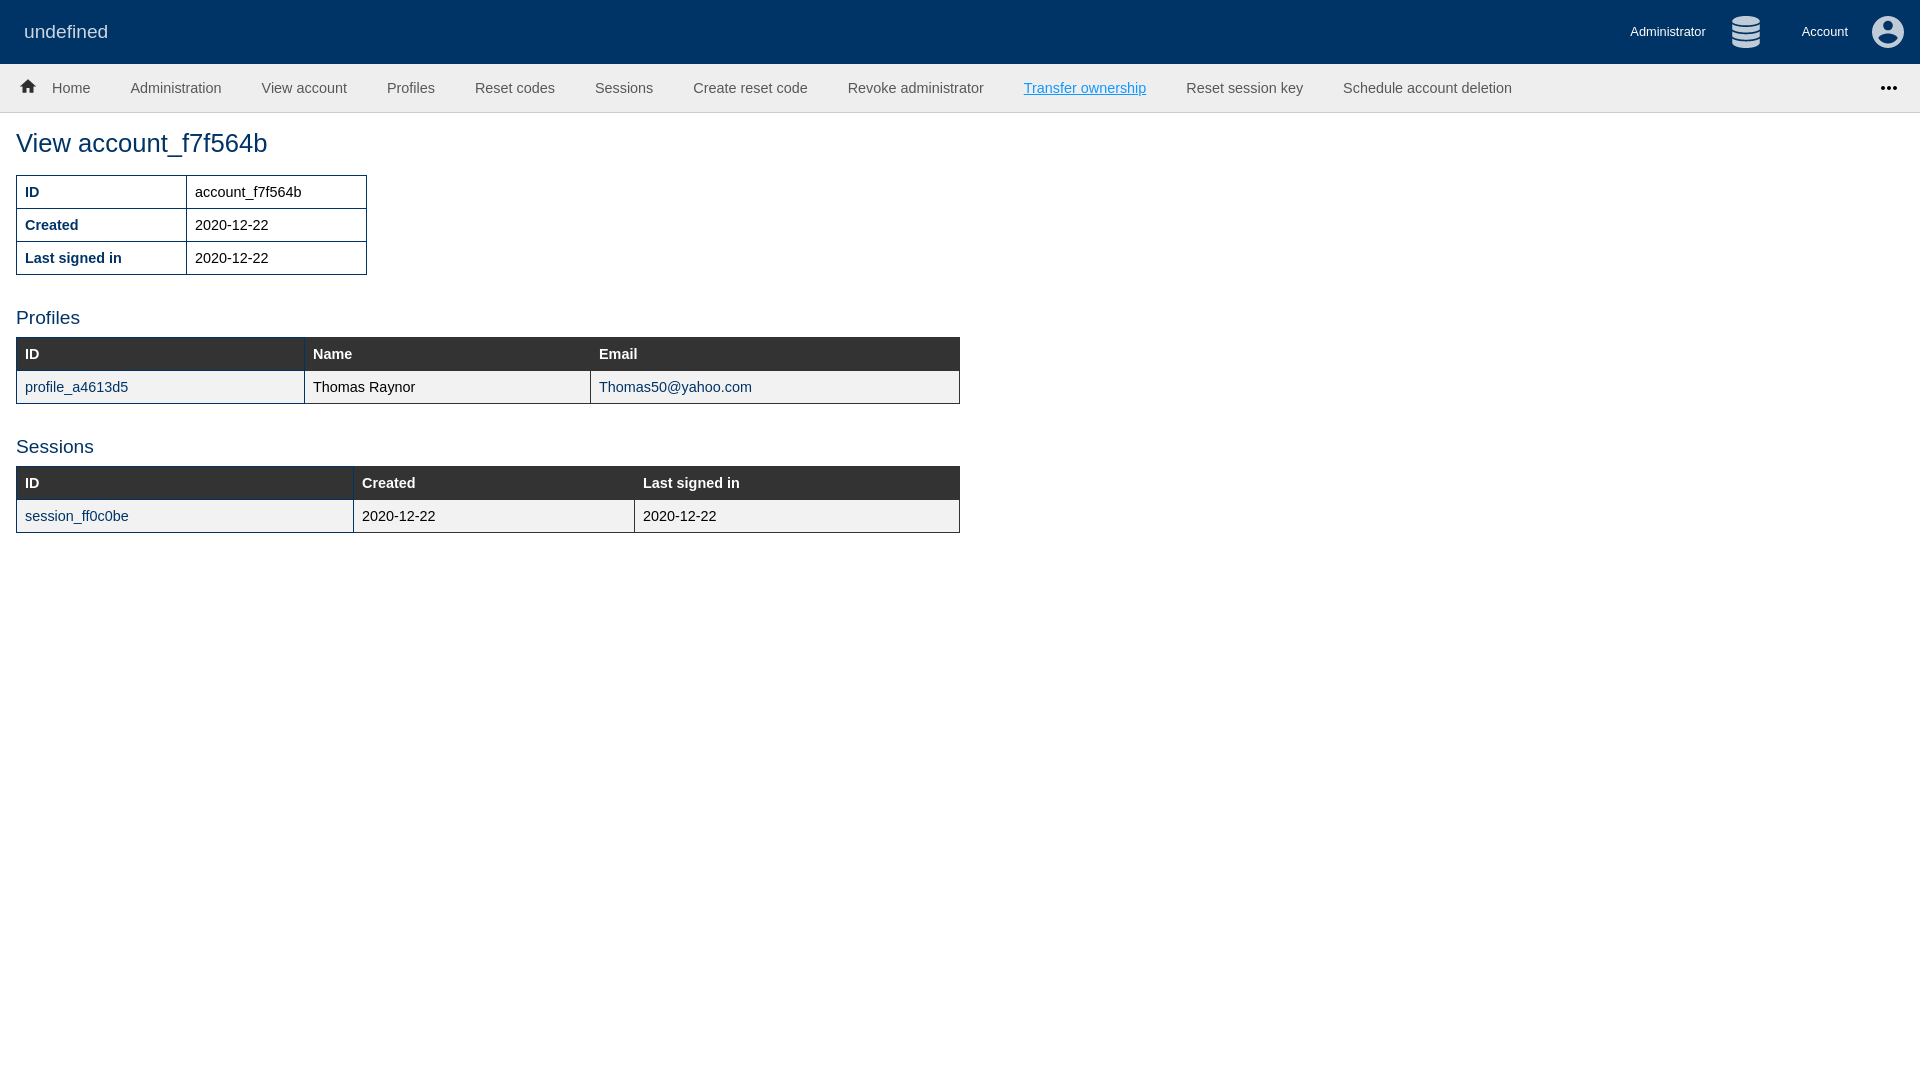 undefined
Administrator
Account
Home Administration View account Profiles Reset codes Sessions Create reset code Revoke administrator Transfer ownership Reset session key Schedule account deletion
View account_f7f564b
ID account_f7f564b
Created 2020-12-22
Last signed in 2020-12-22
Profiles
ID Name Email
profile_a4613d5 Thomas Raynor Thomas50@yahoo.com
Sessions
ID Created Last signed in
session_ff0c0be 2020-12-22 2020-12-22